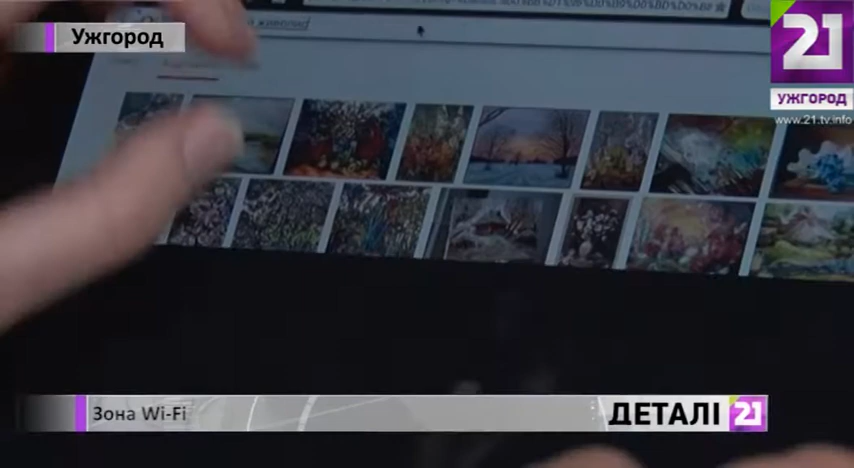 Ужгород
21
УЖГОРОД
www.21.tv.info
Зона Wi-Fi
ДЕТАЛІ 21